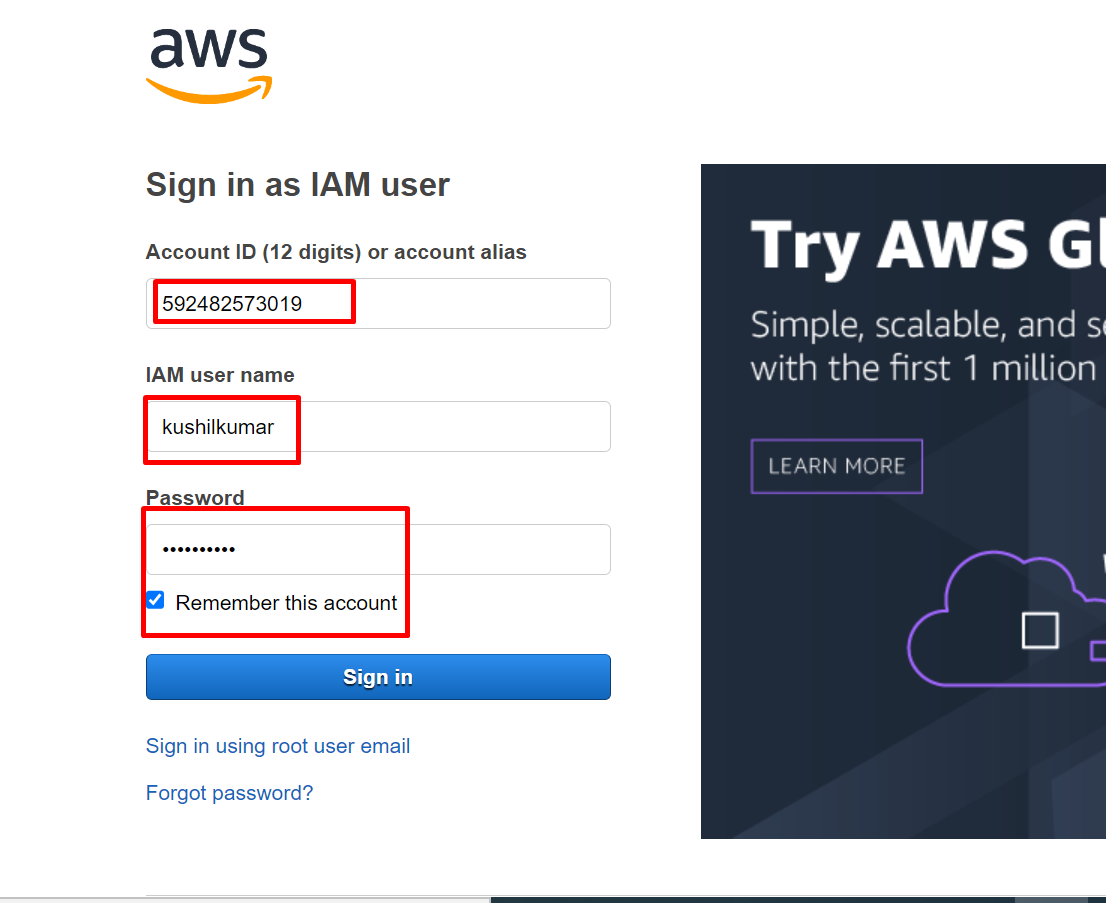 aws
Sign in as IAM user
Account ID (12 digits) or account alias
592482573019
IAM user name
kushilkumar
Password
••••••••••
Remember this account
Sign in
Sign in using root user email
Forgot password?
Try AWS Gl
Simple, scalable, and se
with the first 1 million
LEARN MORE